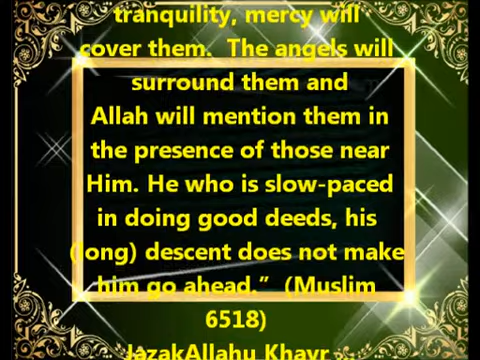 tranquility, mercy will
cover them. The angels will
surround them and
Allah will mention them in
the presence of those near
Him. He who is slow-paced
in doing good deeds, his
(long) descent does not make
him go ahead.” (Muslim
6518)
JazakAllahu Khayr